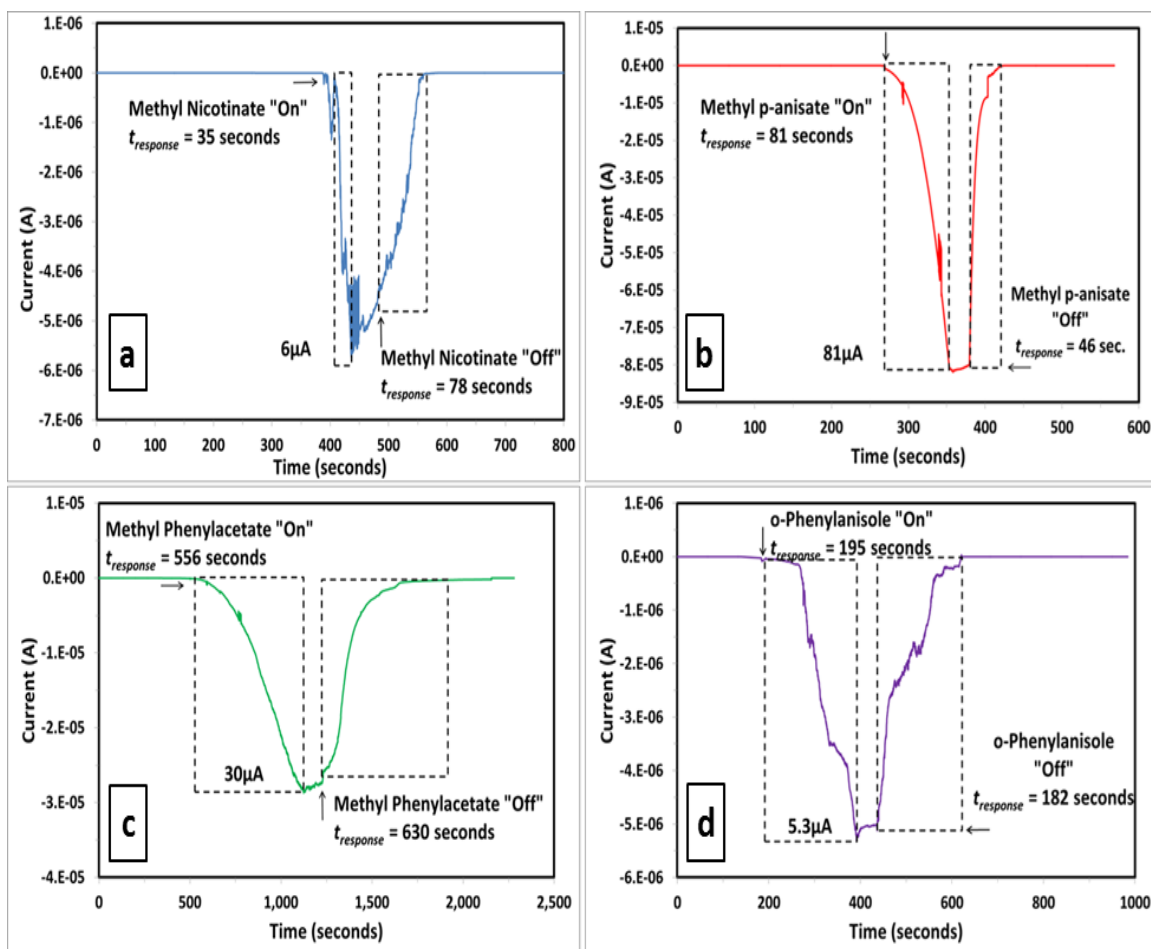 1.E-06
0.E+00
-1.E-06
-2.E-06
-3.E-06
-4.E-06
-5.E-06
-6.E-06
-7.E-06
Current (A)
Methyl Nicotinate "On"
t_response = 35 seconds
6µA
Methyl Nicotinate "Off"
t_response = 78 seconds
a
0 100 200 300 400 500 600 700 800
Time (seconds)
1.E-05
0.E+00
-1.E-05
-2.E-05
-3.E-05
-4.E-05
-5.E-05
-6.E-05
-7.E-05
-8.E-05
-9.E-05
Current (A)
Methyl p-anisate "On"
t_response = 81 seconds
81µA
Methyl p-anisate
"Off"
t_response = 46 sec.
b
0 100 200 300 400 500 600
Time (seconds)
1.E-05
0.E+00
-1.E-05
-2.E-05
-3.E-05
-4.E-05
Current (A)
Methyl Phenylacetate "On"
t_response = 556 seconds
30µA
Methyl Phenylacetate "Off"
t_response = 630 seconds
c
0 500 1,000 1,500 2,000 2,500
Time (seconds)
1.E-06
0.E+00
-1.E-06
-2.E-06
-3.E-06
-4.E-06
-5.E-06
-6.E-06
Current (A)
o-Phenylanisole "On"
t_response = 195 seconds
5.3µA
o-Phenylanisole
"Off"
t_response = 182 seconds
d
0 200 400 600 800 1000
Time (seconds)